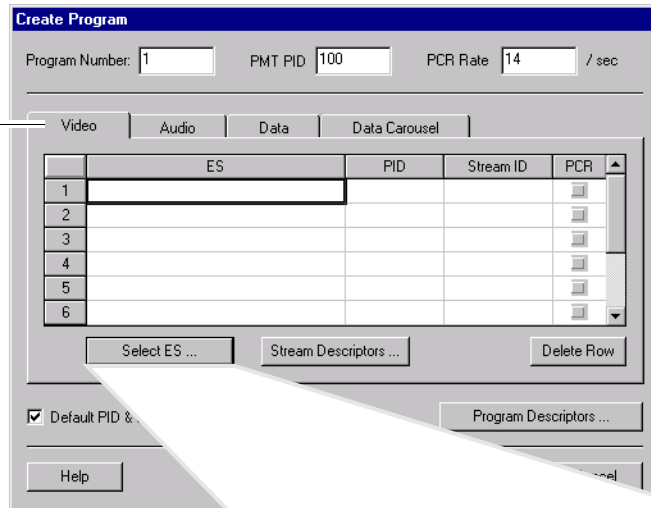 Create Program
Program Number: 1 PMT PID 100 PCR Rate 14 / sec
Video Audio Data Data Carousel
ES PID Stream ID PCR
1
2
3
4
5
6
Select ES ... Stream Descriptors ... Delete Row
Default PID & Program Descriptors ...
Help